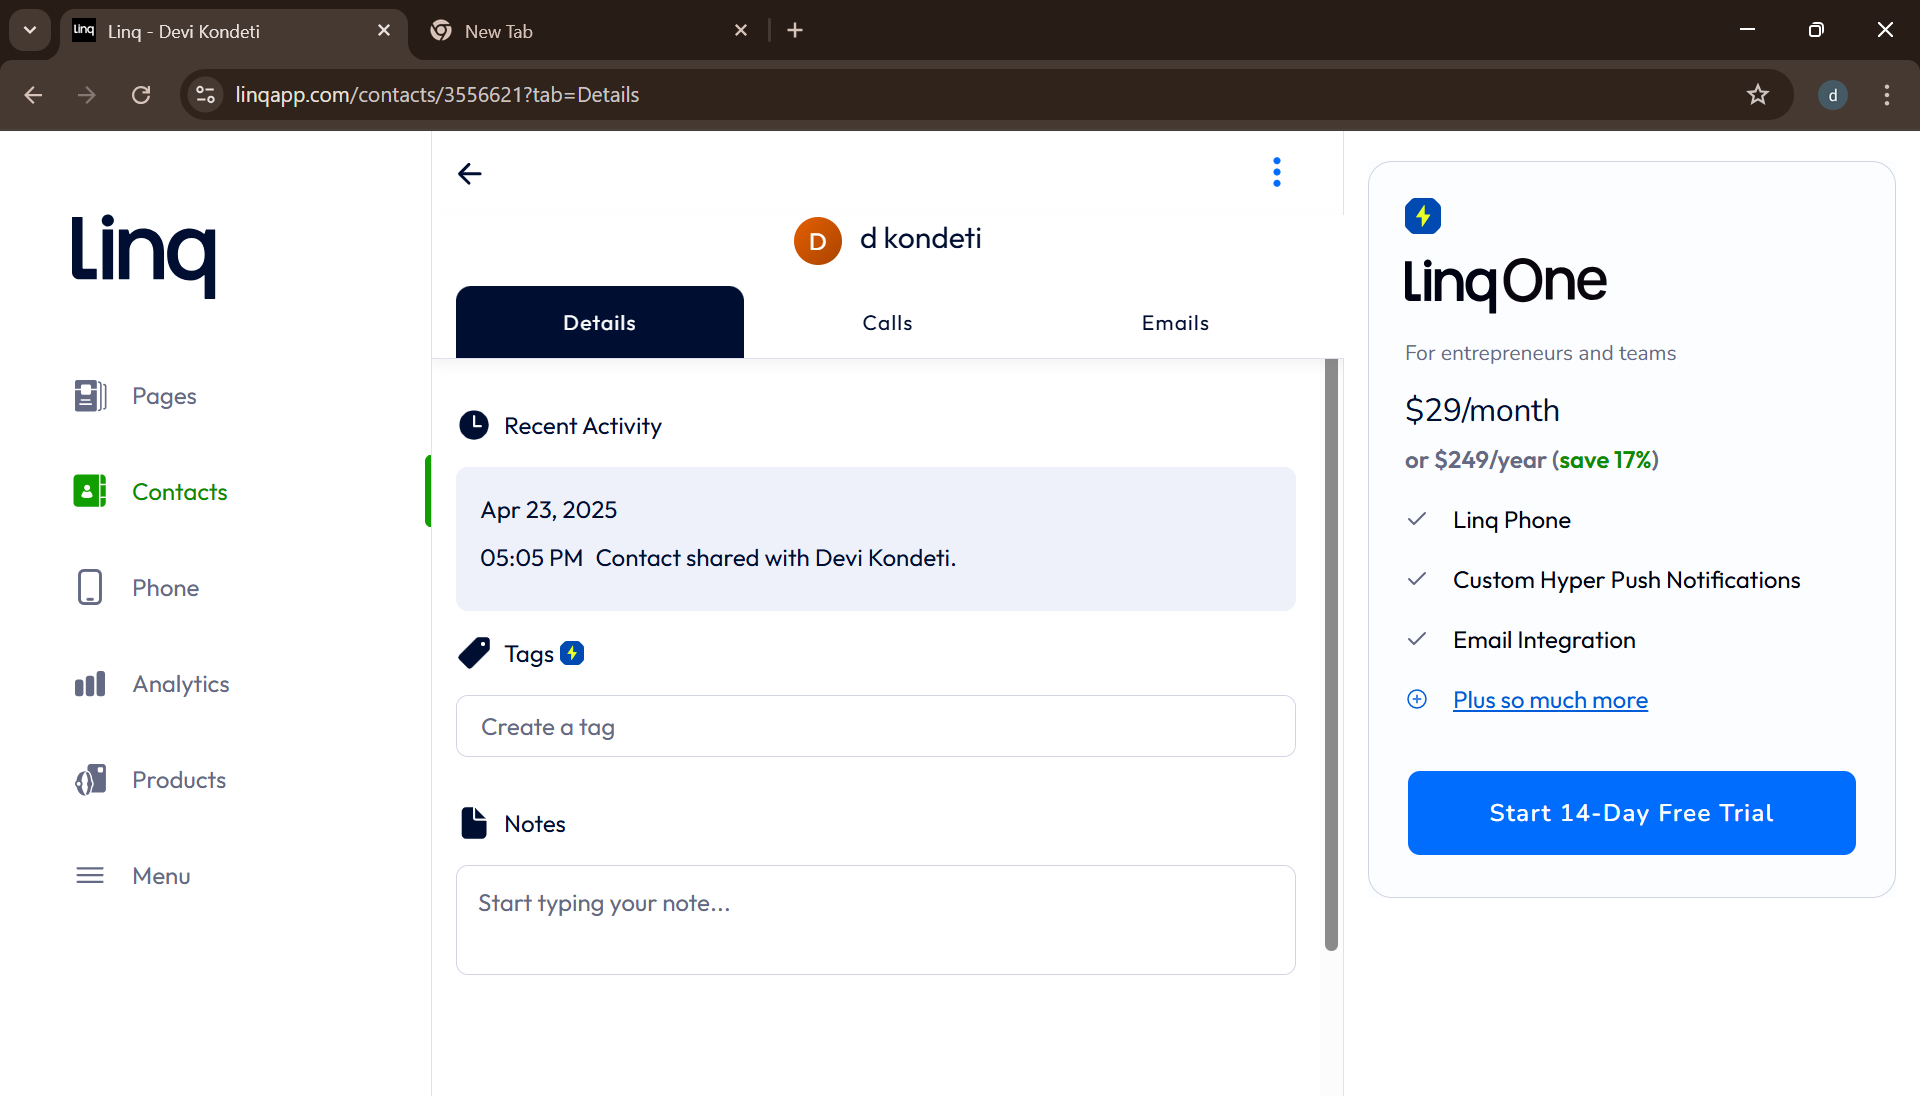 linq
Linq - Devi Kondeti
New Tab
linqapp.com/contacts/3556621?tab=Details
d
Linq
Pages
Contacts
Phone
Analytics
Products
Menu
D
d kondeti
Details
Calls
Emails
Recent Activity
Apr 23, 2025
05:05 PM Contact shared with Devi Kondeti.
Tags
Create a tag
Notes
Start typing your note...
Linq One
For entrepreneurs and teams
$29/month
or $249/year (save 17%)
Linq Phone
Custom Hyper Push Notifications
Email Integration
Plus so much more
Start 14-Day Free Trial